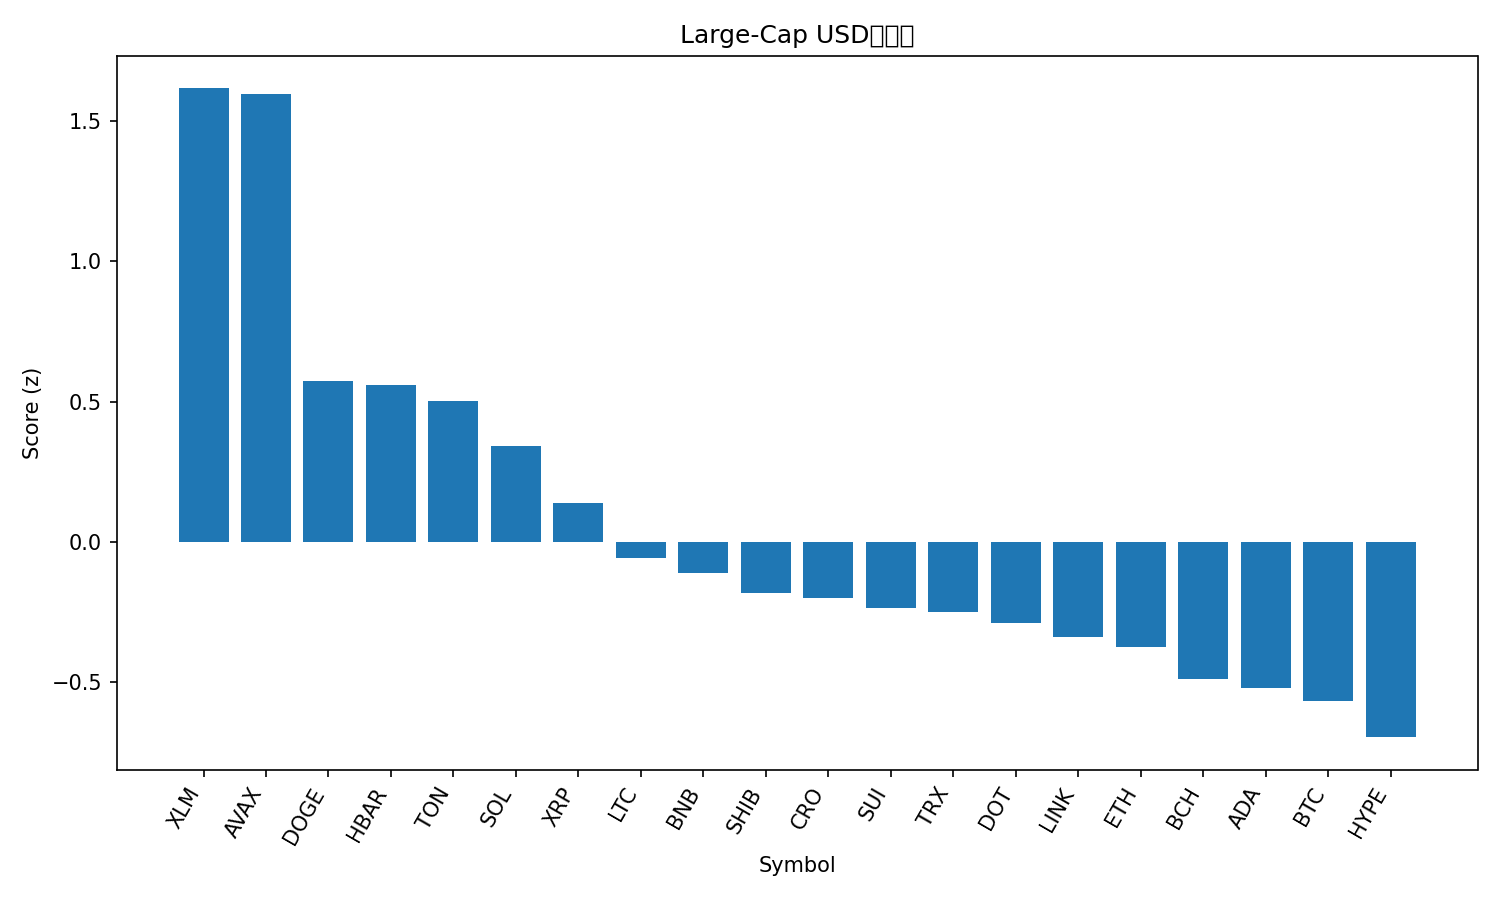 Large-Cap USD
Score (z)
1.5
1.0
0.5
0.0
−0.5
XLM
AVAX
DOGE
HBAR
TON
SOL
XRP
LTC
BNB
SHIB
CRO
SUI
TRX
DOT
LINK
ETH
BCH
ADA
BTC
HYPE
Symbol